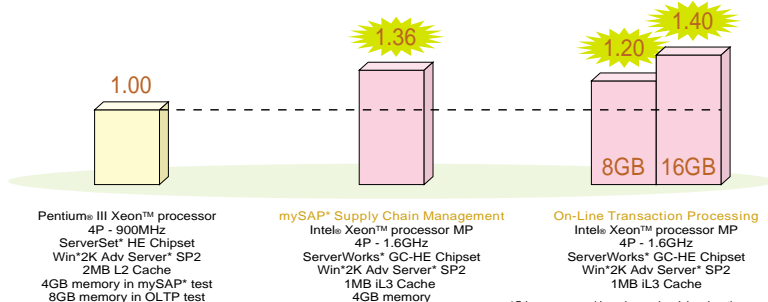 1.00
1.36
1.20
1.40
8GB
16GB
Pentium® III Xeon™ processor
4P - 900MHz
ServerSet* HE Chipset
Win*2K Adv Server* SP2
2MB L2 Cache
4GB memory in mySAP* test
8GB memory in OLTP test
mySAP* Supply Chain Management
Intel® Xeon™ processor MP
4P - 1.6GHz
ServerWorks* GC-HE Chipset
Win*2K Adv Server* SP2
1MB iL3 Cache
4GB memory
On-Line Transaction Processing
Intel® Xeon™ processor MP
4P - 1.6GHz
ServerWorks* GC-HE Chipset
Win*2K Adv Server* SP2
1MB iL3 Cache